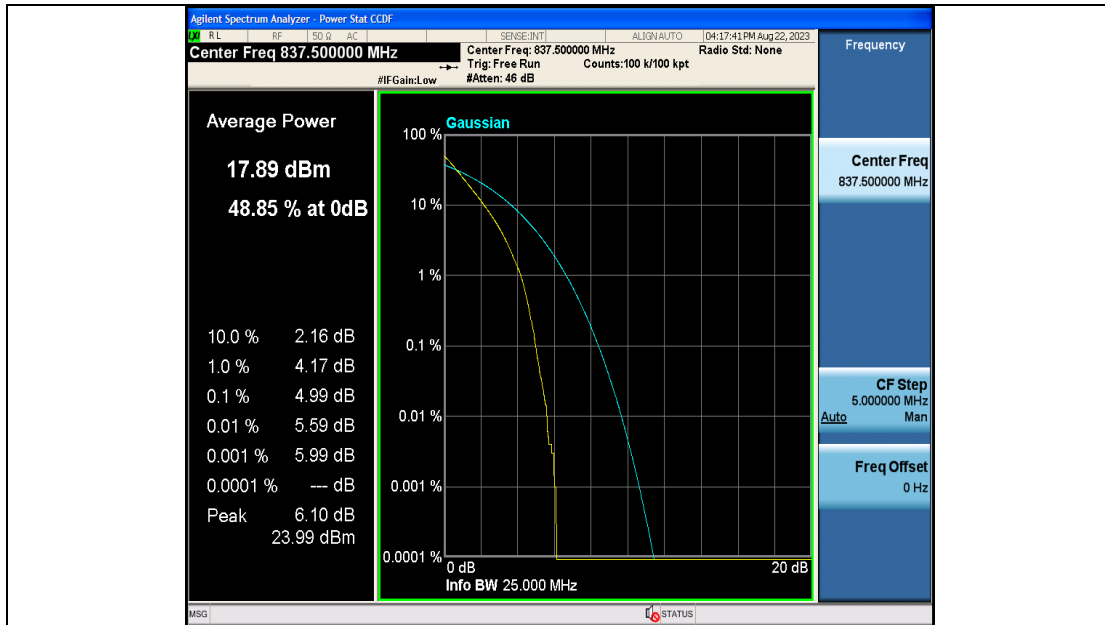 Agilent Spectrum Analyzer - Power Stat CCDF
LXI RL RF 50 Ω AC SENSE:INT ALIGN AUTO 04:17:41 PM Aug 22, 2023
Center Freq 837.500000 MHz
Center Freq: 837.500000 MHz Radio Std: None
Trig: Free Run Counts:100 k/100 kpt
#IFGain:Low #Atten: 46 dB
Frequency
Average Power
17.89 dBm
48.85 % at 0dB
10.0 % 2.16 dB
1.0 % 4.17 dB
0.1 % 4.99 dB
0.01 % 5.59 dB
0.001 % 5.99 dB
0.0001 % --- dB
Peak 6.10 dB
23.99 dBm
Gaussian
100 %
10 %
1 %
0.1 %
0.01 %
0.001 %
0.0001 %
0 dB 20 dB
Info BW 25.000 MHz
Center Freq
837.500000 MHz
CF Step
5.000000 MHz
Auto Man
Freq Offset
0 Hz
MSG STATUS